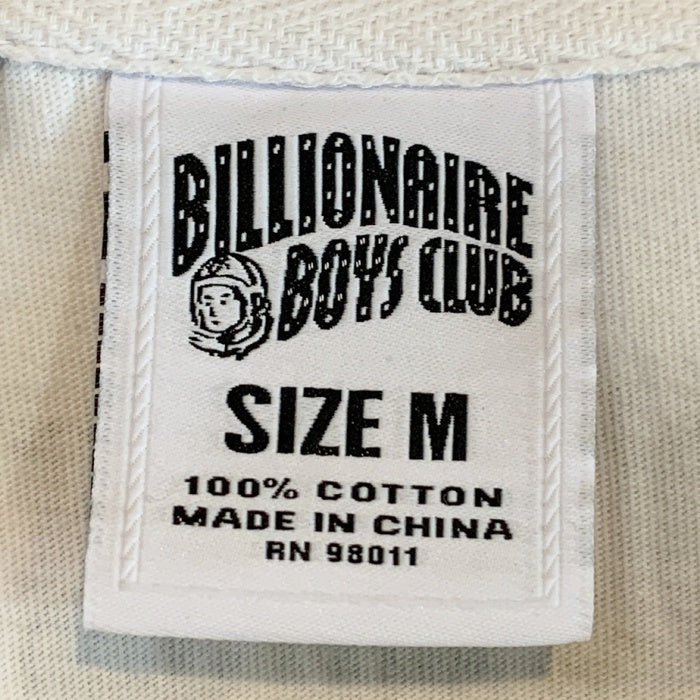 BILLIONAIRE
BOYS CLUB
SIZE M
100% COTTON
MADE IN CHINA
RN 98011